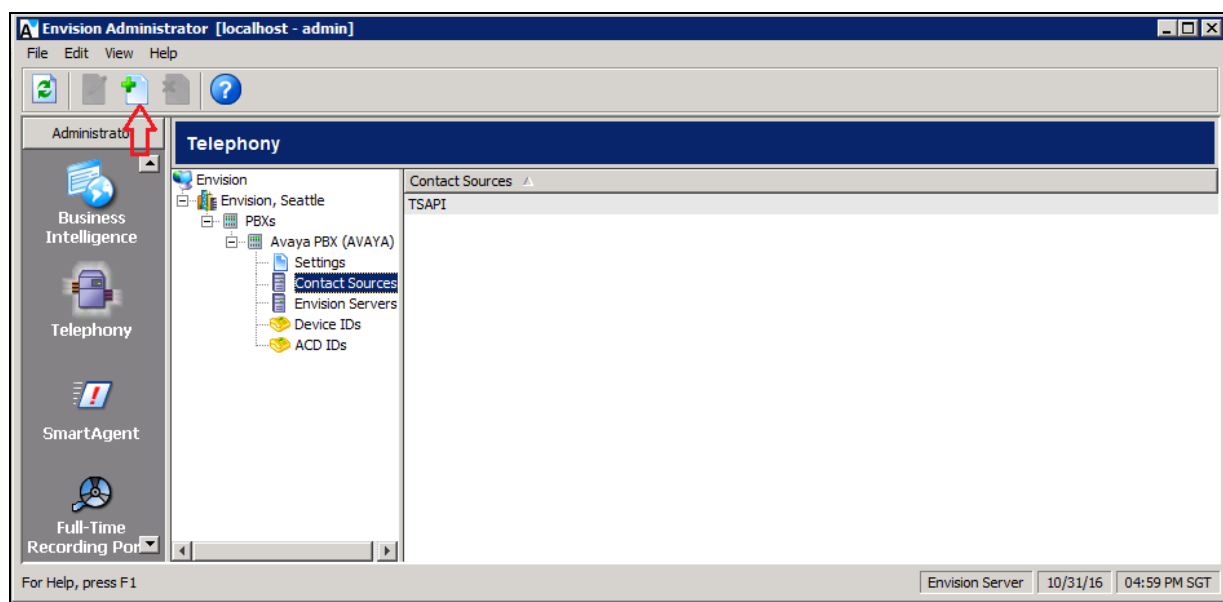 Envision Administrator [localhost - admin]
File Edit View Help
Administrato
Telephony
Business
Intelligence
Telephony
SmartAgent
Full-Time
Recording Por
Envision
Envision, Seattle
PBXs
Avaya PBX (AVAYA)
Settings
Contact Sources
Envision Servers
Device IDs
ACD IDs
Contact Sources
TSAPI
For Help, press F1
Envision Server 10/31/16 04:59 PM SGT